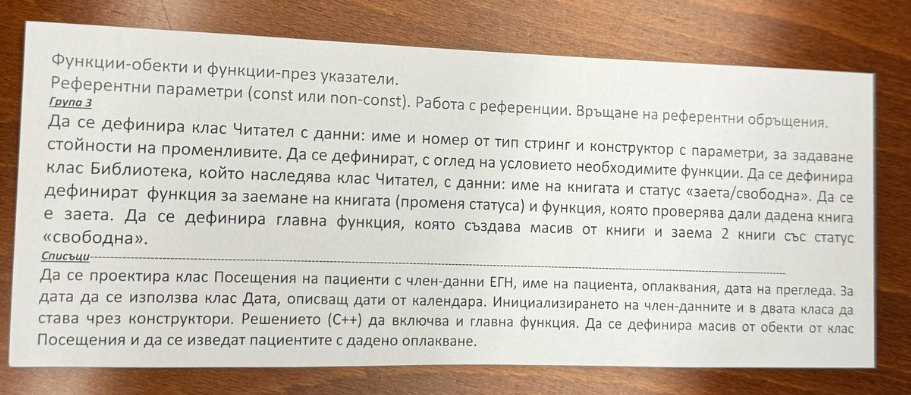 Функции-обекти и функции-през указатели.
Референтни параметри (const или non-const). Работа с референции. Връщане на референтни обръщения.
Група 3
Да се дефинира клас Читател с данни: име и номер от тип стринг и конструктор с параметри, за задаване
стойности на променливите. Да се дефинират, с оглед на условието необходимите функции. Да се дефинира
клас Библиотека, който наследява клас Читател, с данни: име на книгата и статус «заета/свободна». Да се
дефинират функция за заемане на книгата (променя статуса) и функция, която проверява дали дадена книга
е заета. Да се дефинира главна функция, която създава масив от книги и заема 2 книги със статус
«свободна».
Списъци
Да се проектира клас Посещения на пациенти с член-данни ЕГН, име на пациента, оплаквания, дата на прегледа. За
дата да се използва клас Дата, описващ дати от календара. Инициализирането на член-данните и в двата класа да
става чрез конструктори. Решението (С++) да включва и главна функция. Да се дефинира масив от обекти от клас
Посещения и да се изведат пациентите с дадено оплакване.